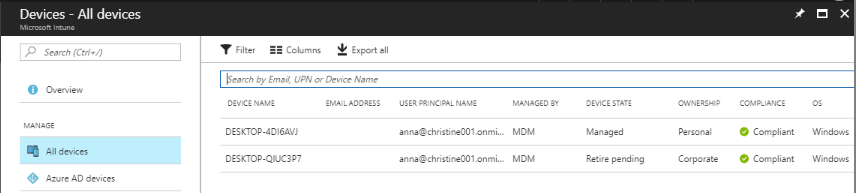 Devices - All devices
Microsoft Intune
Search (Ctrl+/)
Overview
MANAGE
All devices
Azure AD devices
Filter Columns Export all
Search by Email, UPN or Device Name
DEVICE NAME EMAIL ADDRESS USER PRINCIPAL NAME MANAGED BY DEVICE STATE OWNERSHIP COMPLIANCE OS
DESKTOP-4DI6AVJ anna@christine001.onmi... MDM Managed Personal Compliant Windows
DESKTOP-QIUC3P7 anna@christine001.onmi... MDM Retire pending Corporate Compliant Windows